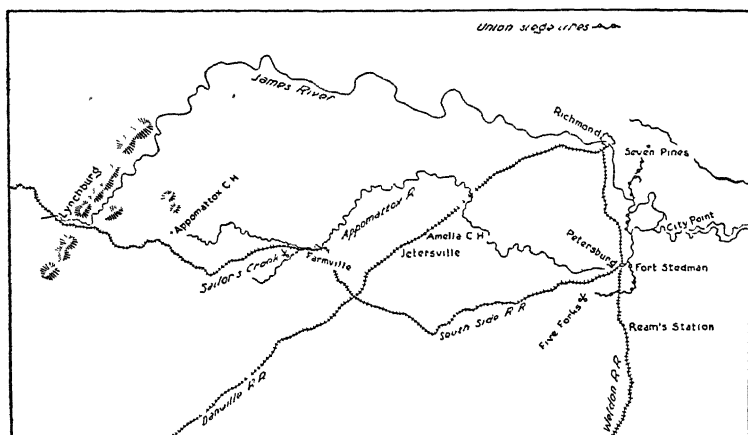 Union siege lines
James River
Richmond
Seven Pines
Lynchburg
Appomattox C H
Appomattox R.
City Point
Amelia C H
Petersburg
Jetersville
Farmville
Sailor's Creek
Fort Stedman
Five Forks
South Side R R
Ream's Station
Danville R R
Weldon R R